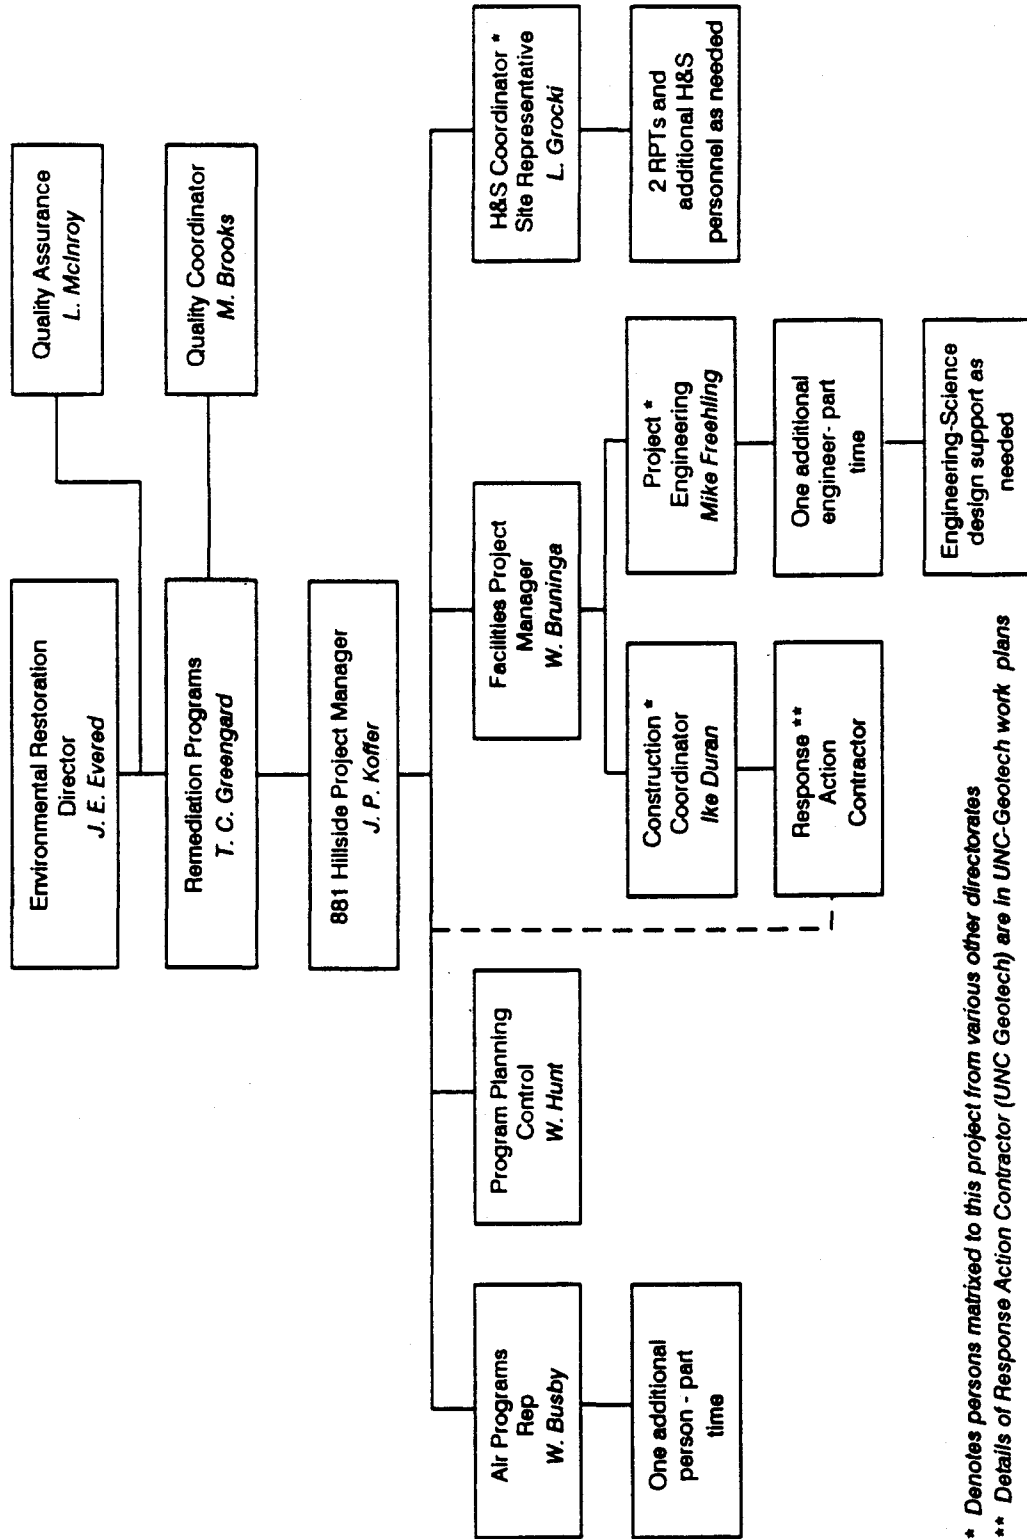 Environmental Restoration
Director
J. E. Evered
Quality Assurance
L. McInroy
Remediation Programs
T. C. Greengard
Quality Coordinator
M. Brooks
881 Hillside Project Manager
J. P. Koffer
Air Programs
Rep
W. Busby
Program Planning
Control
W. Hunt
Facilities Project
Manager
W. Bruninga
H&S Coordinator *
Site Representative
L. Grocki
One additional
person - part
time
Construction *
Coordinator
Ike Duran
Project *
Engineering
Mike Freehling
2 RPTs and
additional H&S
personnel as needed
Response **
Action
Contractor
One additional
engineer- part
time
Engineering-Science
design support as
needed
* Denotes persons matrixed to this project from various other directorates
** Details of Response Action Contractor (UNC Geotech) are in UNC-Geotech work plans